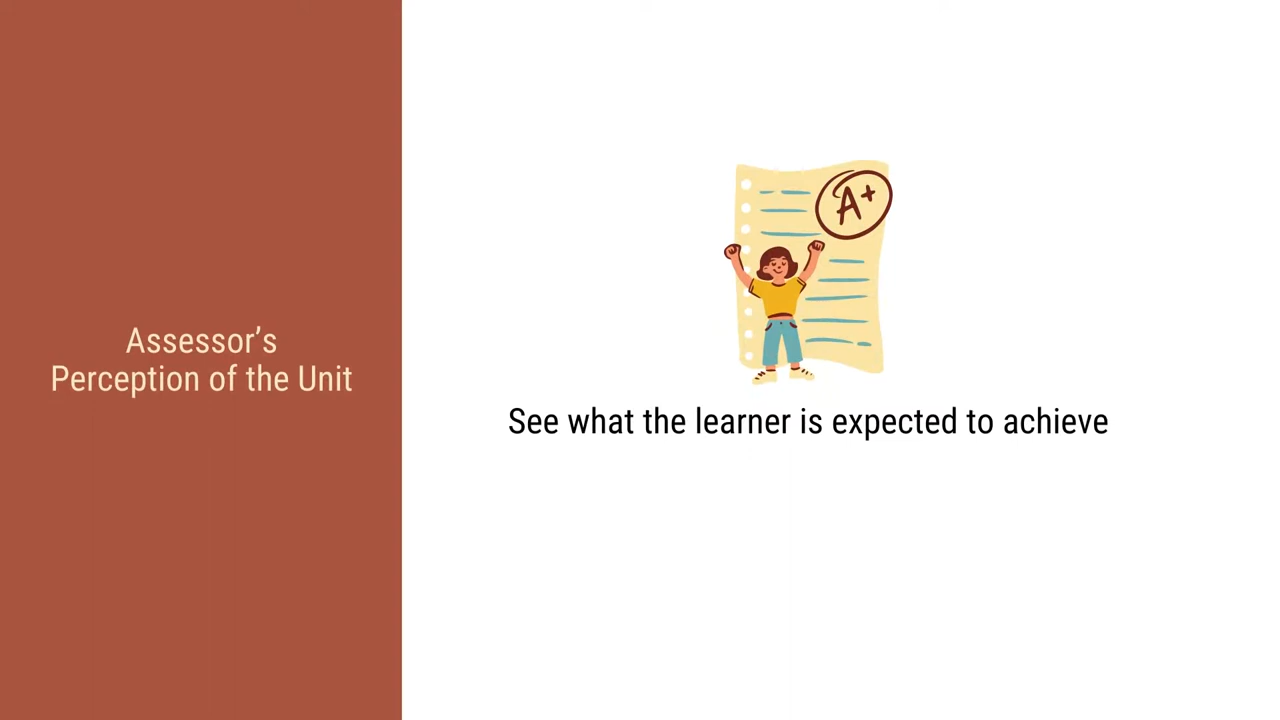 Assessor’s
Perception of the Unit
A+
See what the learner is expected to achieve